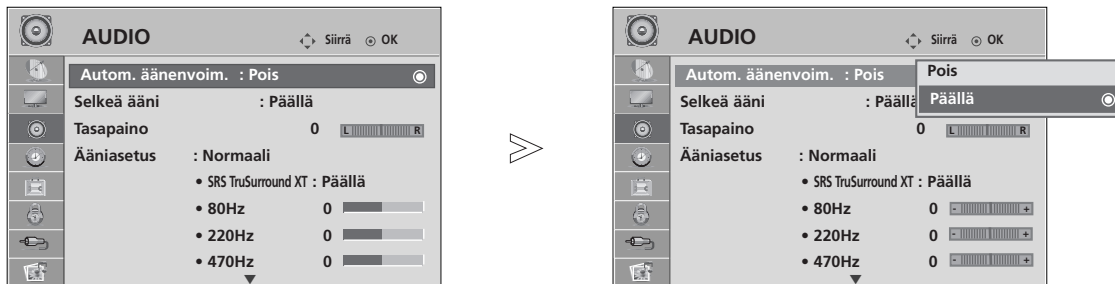 AUDIO Siirrä OK
Autom. äänenvoim. : Pois
Selkeä ääni : Päällä
Tasapaino 0 L R
Ääniasetus : Normaali
• SRS TruSurround XT : Päällä
• 80Hz 0
• 220Hz 0
• 470Hz 0
AUDIO Siirrä OK
Autom. äänenvoim. : Pois
Pois
Päällä
Selkeä ääni : Päällä
Tasapaino 0 L R
Ääniasetus : Normaali
• SRS TruSurround XT : Päällä
• 80Hz 0 - +
• 220Hz 0 - +
• 470Hz 0 - +